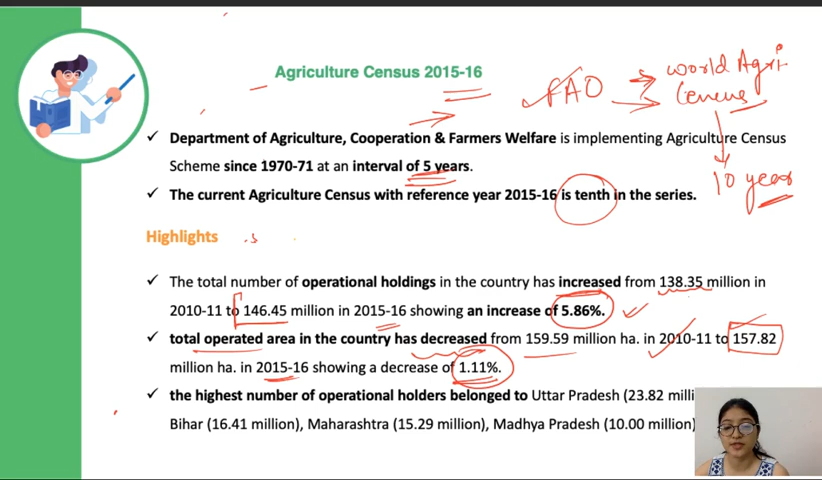 Agriculture Census 2015-16
FAO
World Agri.
Census
10 year
✓ Department of Agriculture, Cooperation & Farmers Welfare is implementing Agriculture Census
Scheme since 1970-71 at an interval of 5 years.
✓ The current Agriculture Census with reference year 2015-16 is tenth in the series.
Highlights
✓ The total number of operational holdings in the country has increased from 138.35 million in
2010-11 to 146.45 million in 2015-16 showing an increase of 5.86%.
✓ total operated area in the country has decreased from 159.59 million ha. in 2010-11 to 157.82
million ha. in 2015-16 showing a decrease of 1.11%.
✓ the highest number of operational holders belonged to Uttar Pradesh (23.82 milli
Bihar (16.41 million), Maharashtra (15.29 million), Madhya Pradesh (10.00 million)